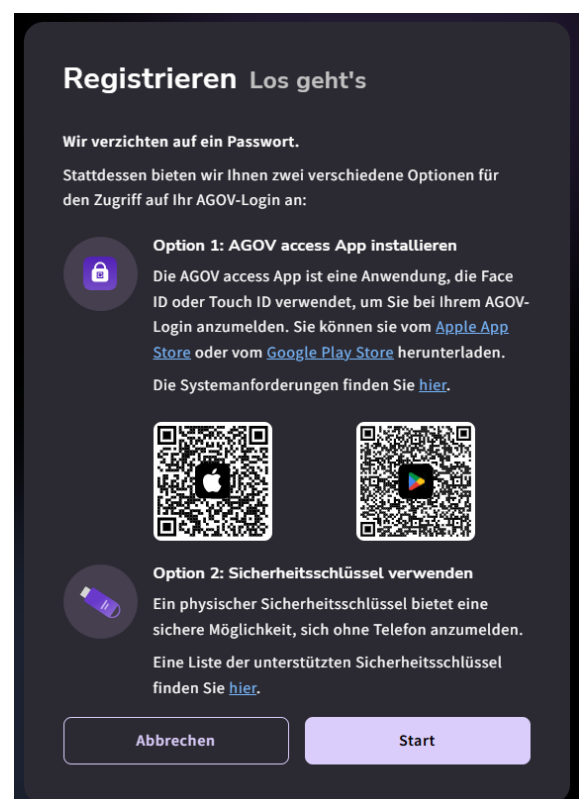 Registrieren Los geht's
Wir verzichten auf ein Passwort.
Stattdessen bieten wir Ihnen zwei verschiedene Optionen für
den Zugriff auf Ihr AGOV-Login an:
Option 1: AGOV access App installieren
Die AGOV access App ist eine Anwendung, die Face
ID oder Touch ID verwendet, um Sie bei Ihrem AGOV-
Login anzumelden. Sie können sie vom Apple App
Store oder vom Google Play Store herunterladen.
Die Systemanforderungen finden Sie hier.
Option 2: Sicherheitsschlüssel verwenden
Ein physischer Sicherheitsschlüssel bietet eine
sichere Möglichkeit, sich ohne Telefon anzumelden.
Eine Liste der unterstützten Sicherheitsschlüssel
finden Sie hier.
Abbrechen
Start